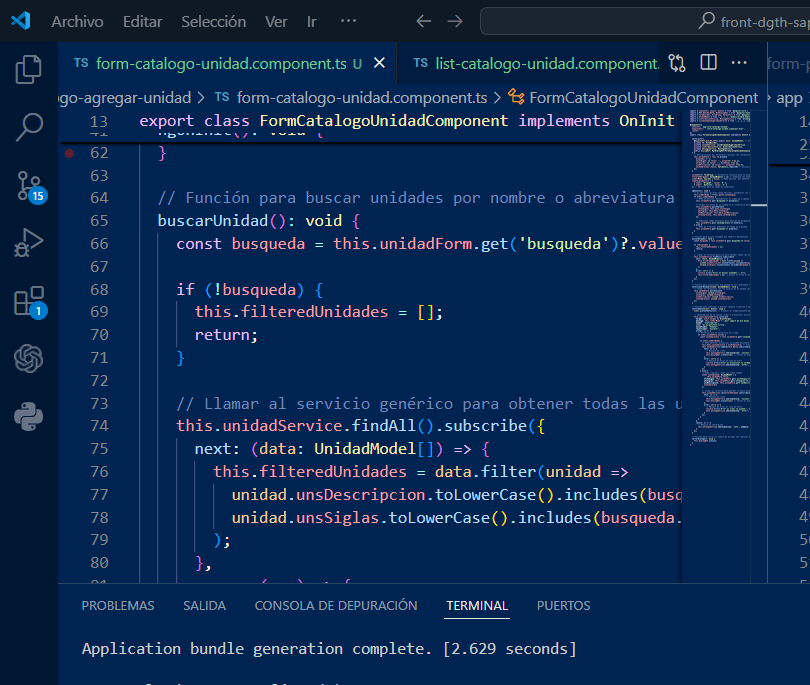 Archivo Editar Selección Ver Ir ··· ← → front-dgth-sap
TS form-catalogo-unidad.component.ts U × TS list-catalogo-unidad.component. ··· form-p
ogo-agregar-unidad > TS form-catalogo-unidad.component.ts > FormCatalogoUnidadComponent › app
13 export class FormCatalogoUnidadComponent implements OnInit
41 ngOnInit(): void {
62 }
63
64 // Función para buscar unidades por nombre o abreviatura
65 buscarUnidad(): void {
66 const busqueda = this.unidadForm.get('busqueda')?.value
67
68 if (!busqueda) {
69 this.filteredUnidades = [];
70 return;
71 }
72
73 // Llamar al servicio genérico para obtener todas las u
74 this.unidadService.findAll().subscribe({
75 next: (data: UnidadModel[]) => {
76 this.filteredUnidades = data.filter(unidad =>
77 unidad.unsDescripcion.toLowerCase().includes(busq
78 unidad.unsSiglas.toLowerCase().includes(busqueda.
79 );
80 },
15
1
PROBLEMAS SALIDA CONSOLA DE DEPURACIÓN TERMINAL PUERTOS
Application bundle generation complete. [2.629 seconds]